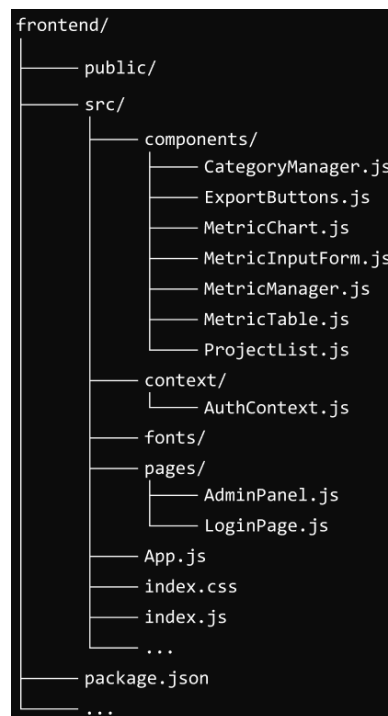 frontend/
public/
src/
components/
CategoryManager.js
ExportButtons.js
MetricChart.js
MetricInputForm.js
MetricManager.js
MetricTable.js
ProjectList.js
context/
AuthContext.js
fonts/
pages/
AdminPanel.js
LoginPage.js
App.js
index.css
index.js
...
package.json
...